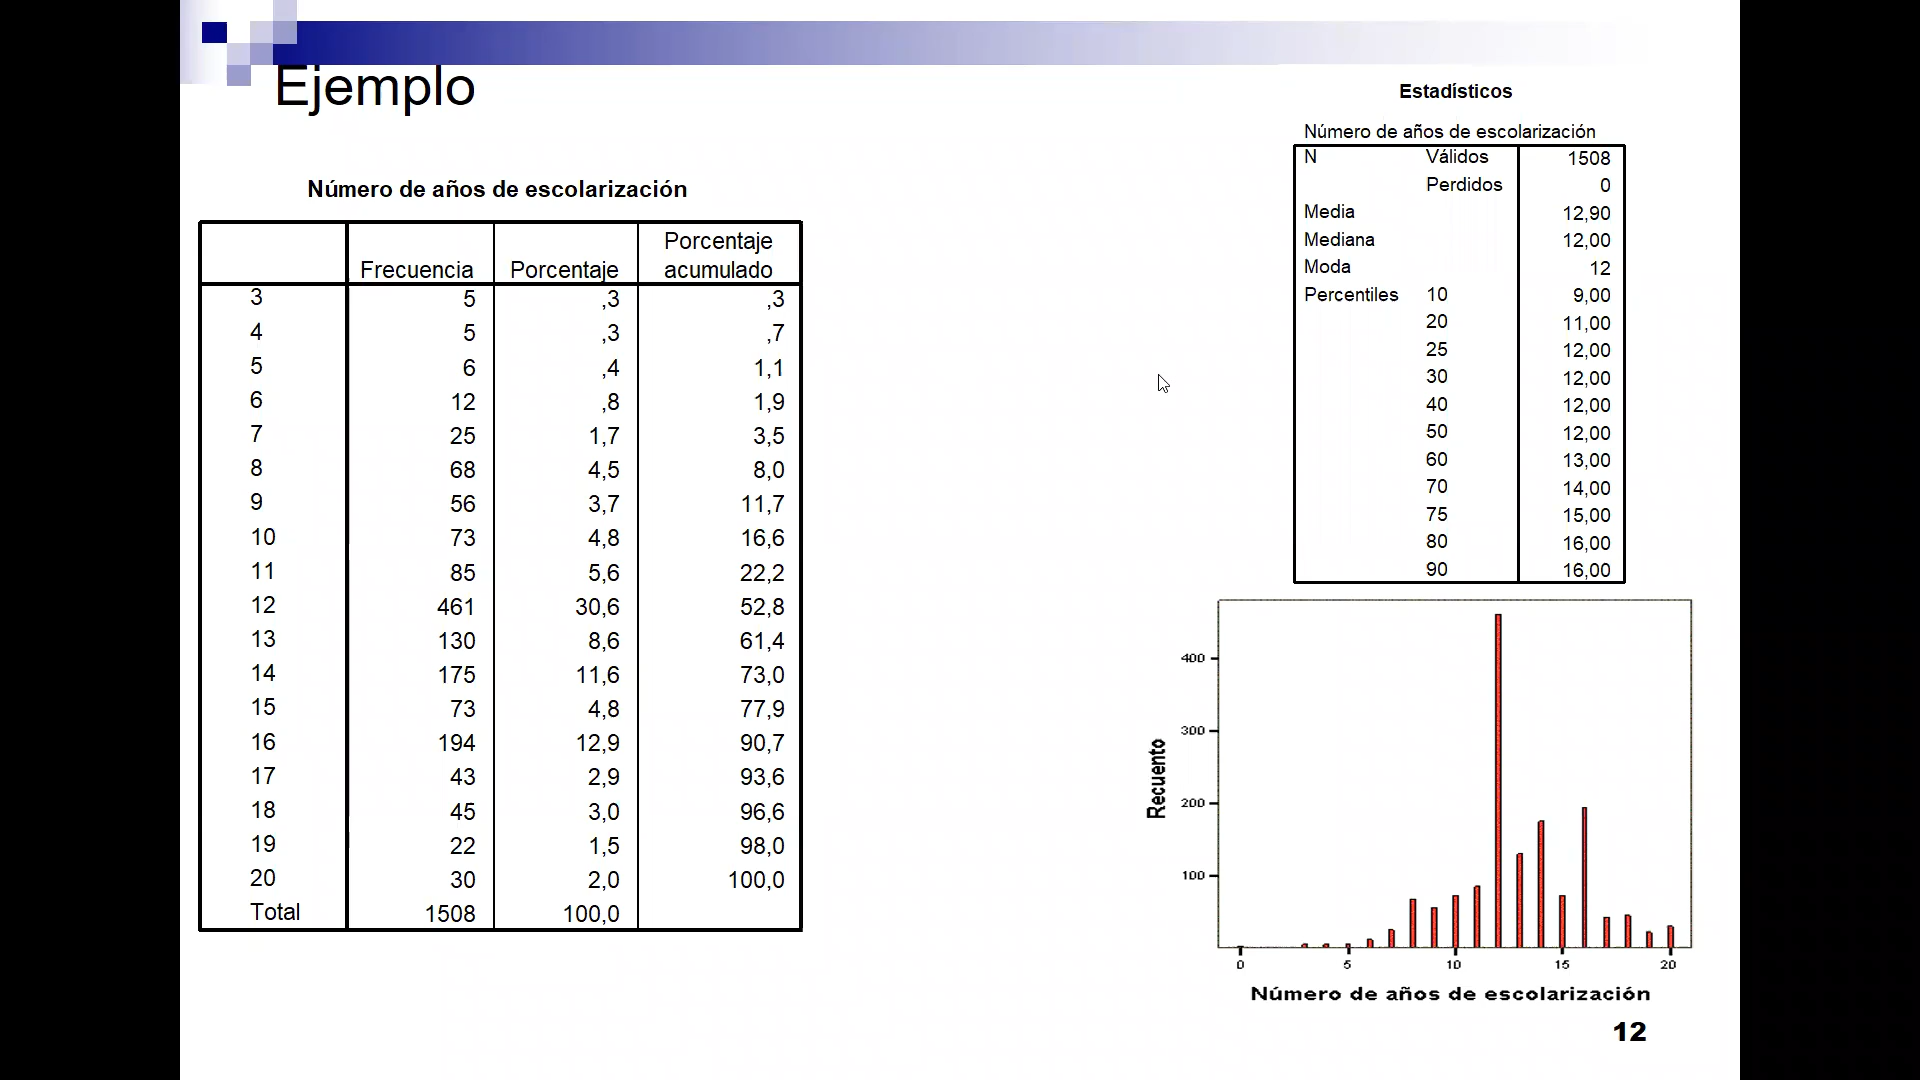 Ejemplo
Número de años de escolarización
Frecuencia Porcentaje Porcentaje acumulado
3 5 ,3 ,3
4 5 ,3 ,7
5 6 ,4 1,1
6 12 ,8 1,9
7 25 1,7 3,5
8 68 4,5 8,0
9 56 3,7 11,7
10 73 4,8 16,6
11 85 5,6 22,2
12 461 30,6 52,8
13 130 8,6 61,4
14 175 11,6 73,0
15 73 4,8 77,9
16 194 12,9 90,7
17 43 2,9 93,6
18 45 3,0 96,6
19 22 1,5 98,0
20 30 2,0 100,0
Total 1508 100,0
Estadísticos
Número de años de escolarización
N Válidos 1508
Perdidos 0
Media 12,90
Mediana 12,00
Moda 12
Percentiles 10 9,00
20 11,00
25 12,00
30 12,00
40 12,00
50 12,00
60 13,00
70 14,00
75 15,00
80 16,00
90 16,00
Recuento
400
300
200
100
0 5 10 15 20
Número de años de escolarización
12